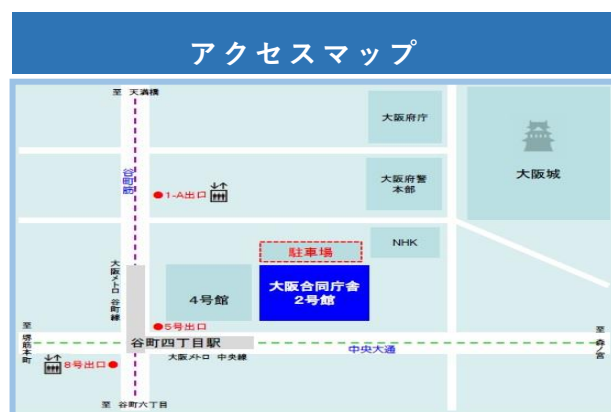 アクセスマップ
至 天満橋
大阪府庁
谷町筋
1-A出口
大阪府警
本部
大阪城
駐車場
NHK
大阪メトロ 谷町線
4号館
大阪合同庁舎
2号館
至 堺筋本町
5号出口
谷町四丁目駅
中央大通
至 森ノ宮
8号出口
大阪メトロ 中央線
至 谷町六丁目